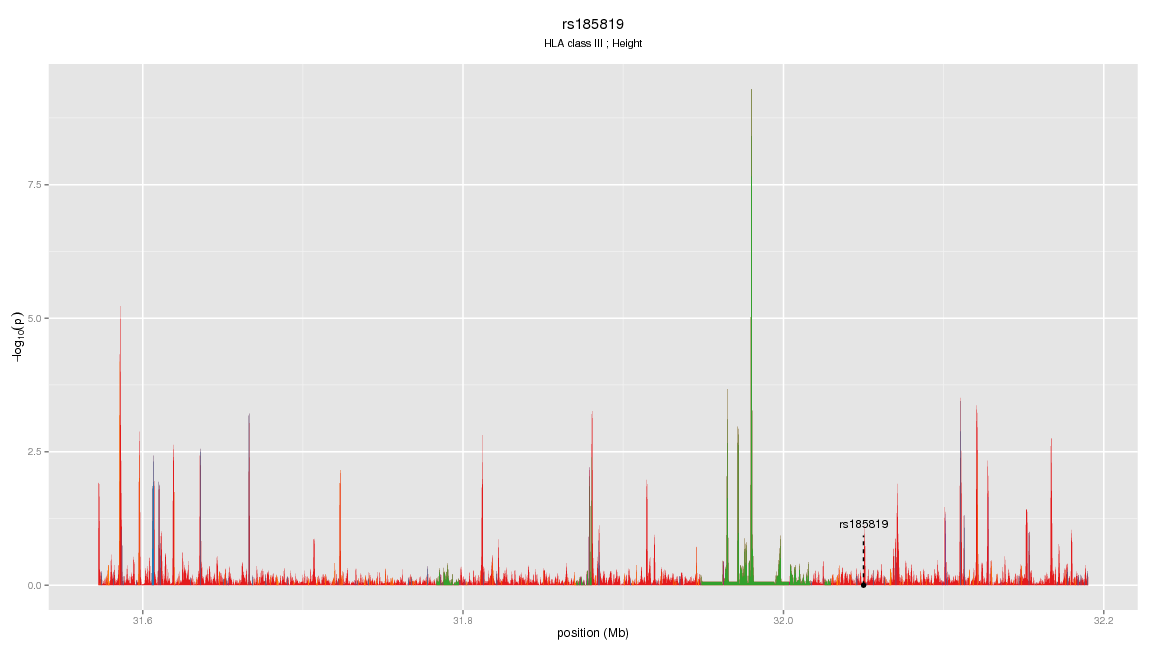 rs185819
HLA class III ; Height
7.5
5.0
2.5
0.0
−log10(p)
rs185819
31.6
31.8
32.0
32.2
position (Mb)